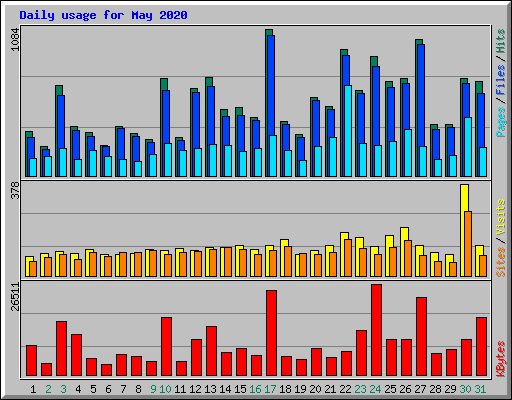 Daily usage for May 2020
1084
Pages / Files / Hits
378
Sites / Visits
26511
KBytes
1 2 3 4 5 6 7 8 9 10 11 12 13 14 15 16 17 18 19 20 21 22 23 24 25 26 27 28 29 30 31